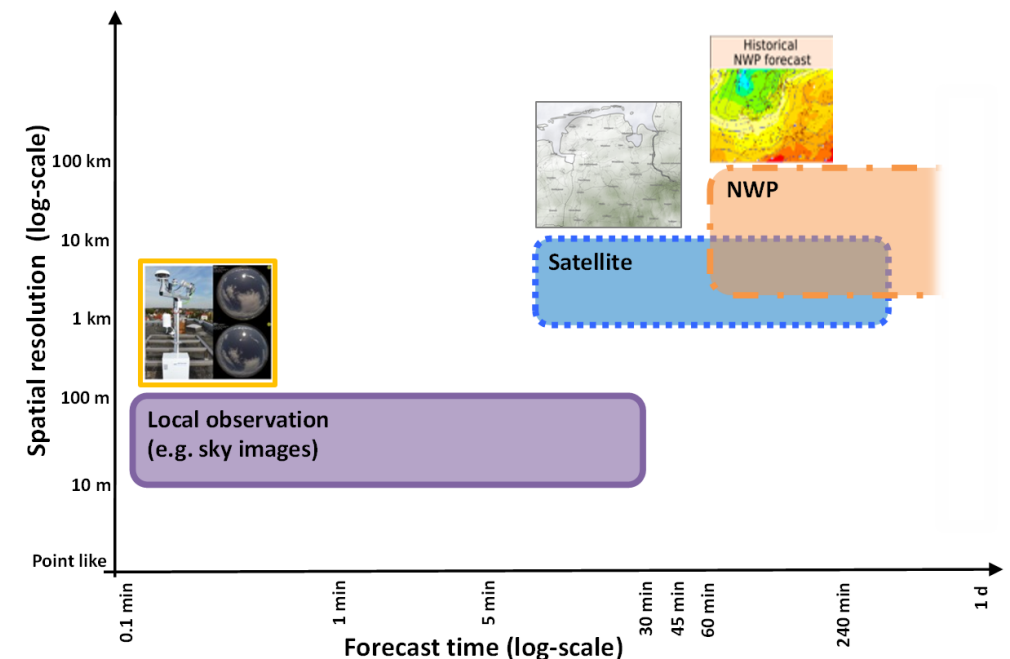 Historical
NWP forecast
Spatial resolution (log-scale)
100 km
NWP
10 km
Satellite
1 km
100 m
Local observation
(e.g. sky images)
10 m
Point like
0.1 min
1 min
5 min
30 min
45 min
60 min
240 min
1 d
Forecast time (log-scale)